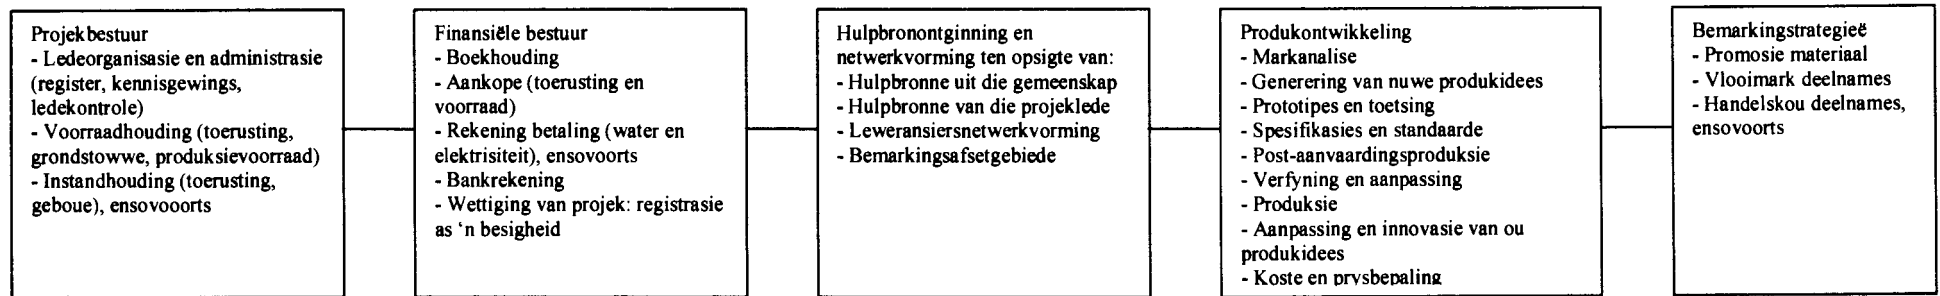 Projekbestuur
- Ledeorganisasie en administrasie
(register, kennisgewings,
ledekontrole)
- Voorraadhouding (toerusting,
grondstowwe, produksievoorraad)
- Instandhouding (toerusting,
geboue), ensovooorts
Finansiële bestuur
- Boekhouding
- Aankope (toerusting en
voorraad)
- Rekening betaling (water en
elektrisiteit), ensovoorts
- Bankrekening
- Wettiging van projek: registrasie
as ‘n besigheid
Hulpbronontginning en
netwerkvorming ten opsigte van:
- Hulpbronne uit die gemeenskap
- Hulpbronne van die projeklede
- Leweransiersnetwerkvorming
- Bemarkingsafsetgebiede
Produkontwikkeling
- Markanalise
- Generering van nuwe produkidees
- Prototipes en toetsing
- Spesifikasies en standaarde
- Post-aanvaardingsproduksie
- Verfyning en aanpassing
- Produksie
- Aanpassing en innovasie van ou
produkidees
- Koste en prysbepaling
Bemarkingstrategieë
- Promosie materiaal
- Vlooimark deelnames
- Handelskou deelnames,
ensovoorts